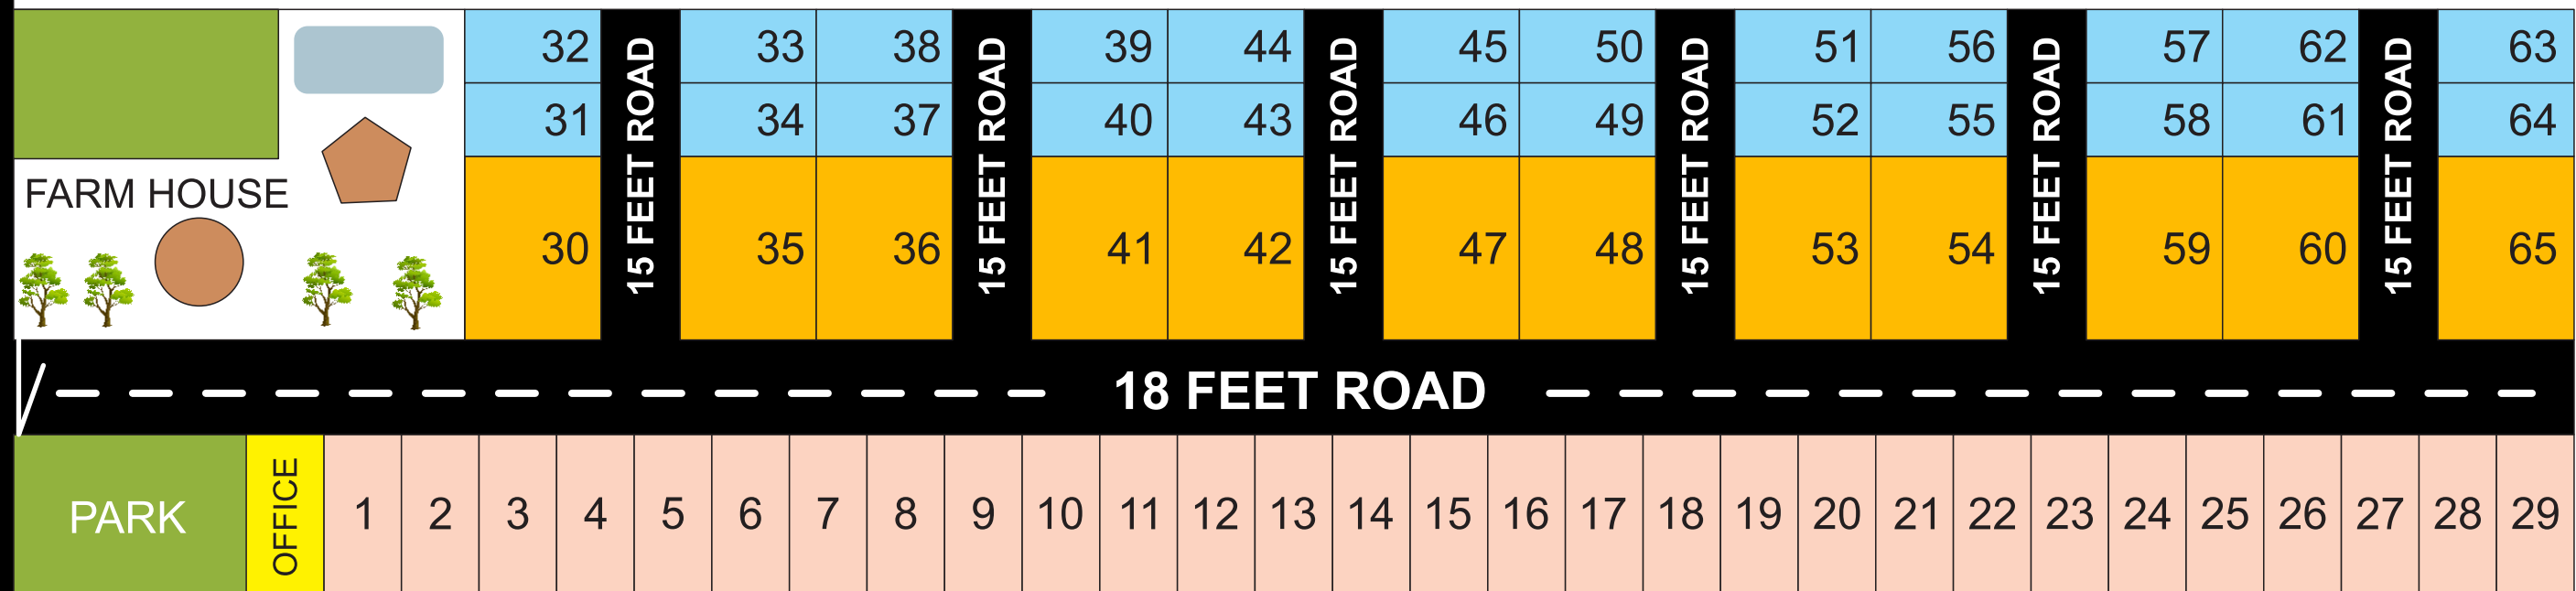 32 33 38 39 44 45 50 51 56 57 62 63
31 34 37 40 43 46 49 52 55 58 61 64
FARM HOUSE
30 35 36 41 42 47 48 53 54 59 60 65
15 FEET ROAD
15 FEET ROAD
15 FEET ROAD
15 FEET ROAD
15 FEET ROAD
15 FEET ROAD
18 FEET ROAD
PARK
OFFICE
1 2 3 4 5 6 7 8 9 10 11 12 13 14 15 16 17 18 19 20 21 22 23 24 25 26 27 28 29